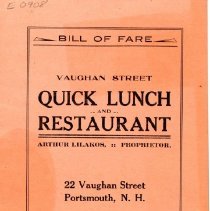 E 0908
BILL OF FARE
VAUGHAN STREET
QUICK LUNCH
-- AND --
RESTAURANT
ARTHUR LILAKOS, :: PROPRIETOR.
22 Vaughan Street
Portsmouth, N. H.